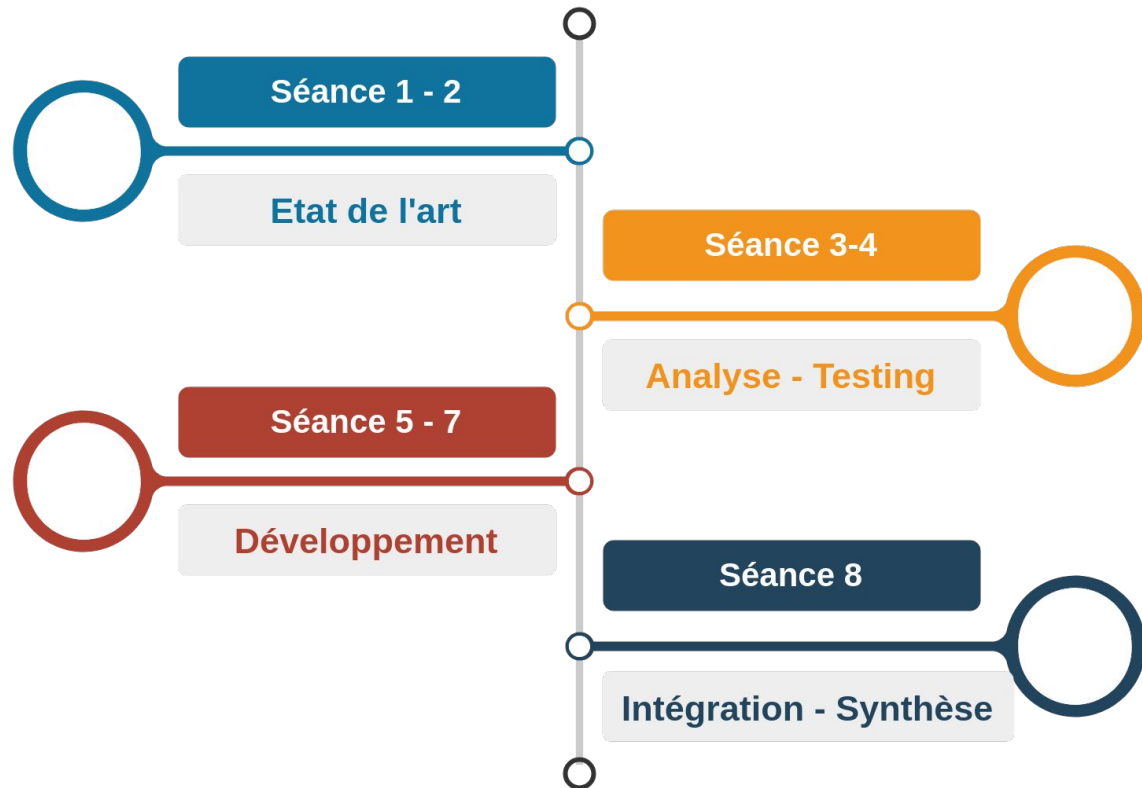 Séance 1 - 2
Etat de l'art
Séance 3-4
Analyse - Testing
Séance 5 - 7
Développement
Séance 8
Intégration - Synthèse